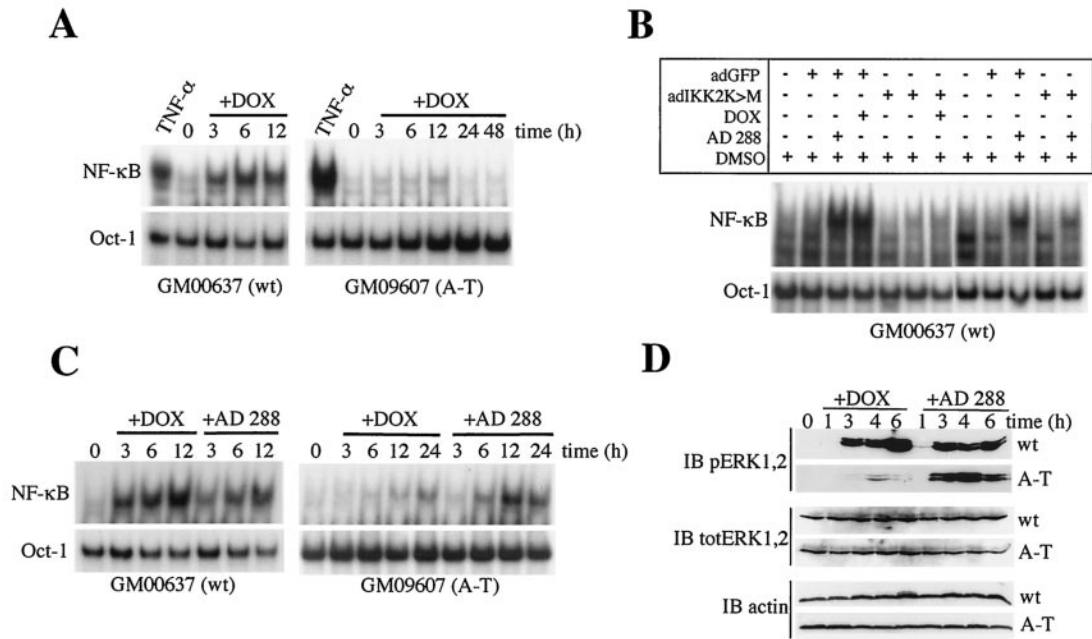 A
TNF-α
+DOX
0 3 6 12
TNF-α
+DOX
0 3 6 12 24 48 time (h)
NF-κB
Oct-1
GM00637 (wt)
GM09607 (A-T)
B
adGFP - + + + - - - - + + - -
adIKK2K>M - - - - + + + - - - + +
DOX - - - + - - + - - - - -
AD 288 - - + - - - - - - + - +
DMSO + + + + + + + + + + + +
NF-κB
Oct-1
GM00637 (wt)
C
+DOX +AD 288
0 3 6 12 3 6 12
+DOX +AD 288
0 3 6 12 24 3 6 12 24 time (h)
NF-κB
Oct-1
GM00637 (wt)
GM09607 (A-T)
D
+DOX +AD 288
0 1 3 4 6 1 3 4 6 time (h)
IB pERK1,2
wt
A-T
IB totERK1,2
wt
A-T
IB actin
wt
A-T